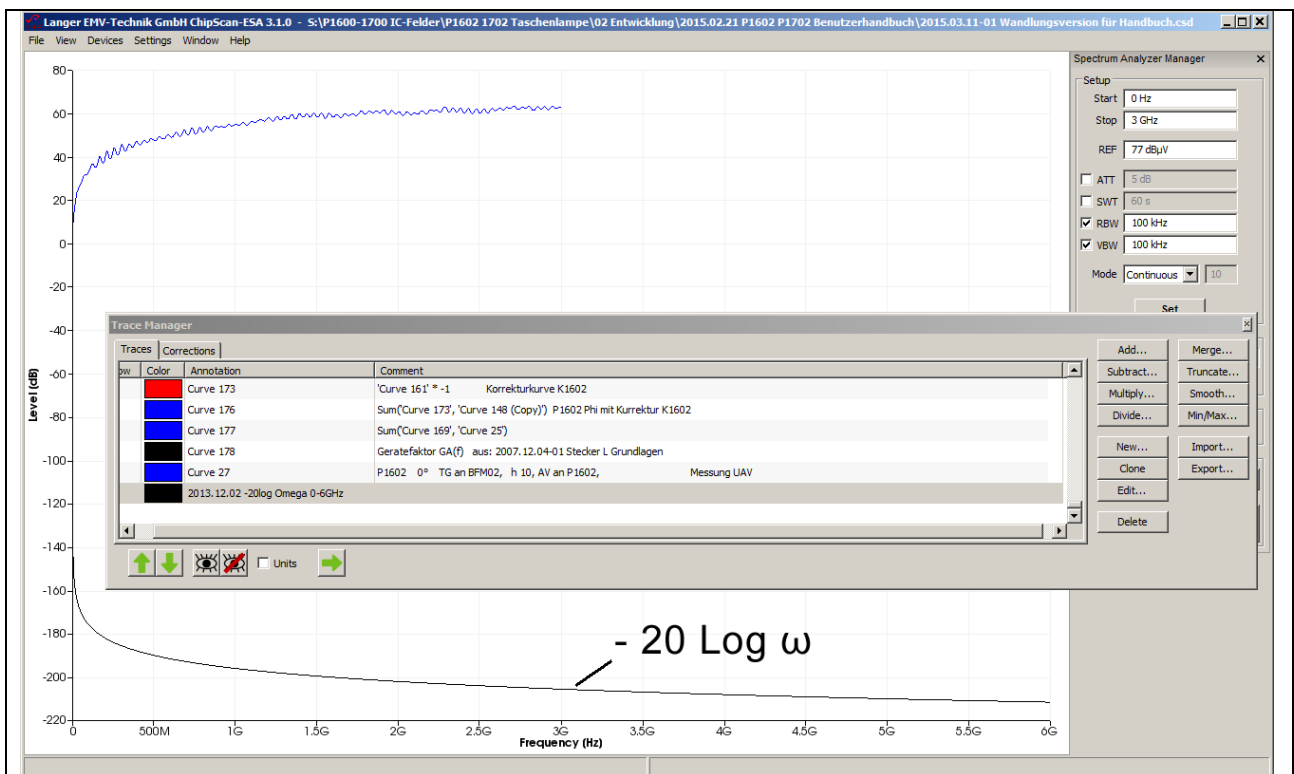 Langer EMV-Technik GmbH ChipScan-ESA 3.1.0 - S:\P1600-1700 IC-Felder\P1602 1702 Taschenlampe\02 Entwicklung\2015.02.21 P1602 P1702 Benutzerhandbuch\2015.03.11-01 Wandlungsversion für Handbuch.csd
File View Devices Settings Window Help
80
60
40
20
0
-20
-40
-60
-80
-100
-120
-140
-160
-180
-200
-220
Level (dB)
0 500M 1G 1.5G 2G 2.5G 3G 3.5G 4G 4.5G 5G 5.5G 6G
Frequency (Hz)
- 20 Log ω
Spectrum Analyzer Manager
Setup
Start 0 Hz
Stop 3 GHz
REF 77 dBµV
ATT 5 dB
SWT 60 s
RBW 100 kHz
VBW 100 kHz
Mode Continuous 10
Set
Trace Manager
Traces Corrections
ow Color Annotation Comment
Curve 173 'Curve 161' * -1 Korrekturkurve K1602
Curve 176 Sum('Curve 173', 'Curve 148 (Copy)') P1602 Phi mit Kurrektur K1602
Curve 177 Sum('Curve 169', 'Curve 25')
Curve 178 Geratefaktor GA(f) aus: 2007.12.04-01 Stecker L Grundlagen
Curve 27 P1602 0° TG an BFM02, h 10, AV an P1602, Messung UAV
2013.12.02 -20log Omega 0-6GHz
Units
Add... Merge...
Subtract... Truncate...
Multiply... Smooth...
Divide... Min/Max...
New... Import...
Clone Export...
Edit...
Delete